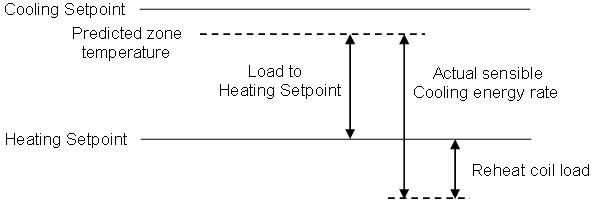 Cooling Setpoint
Predicted zone
temperature
Load to
Heating Setpoint
Actual sensible
Cooling energy rate
Heating Setpoint
Reheat coil load